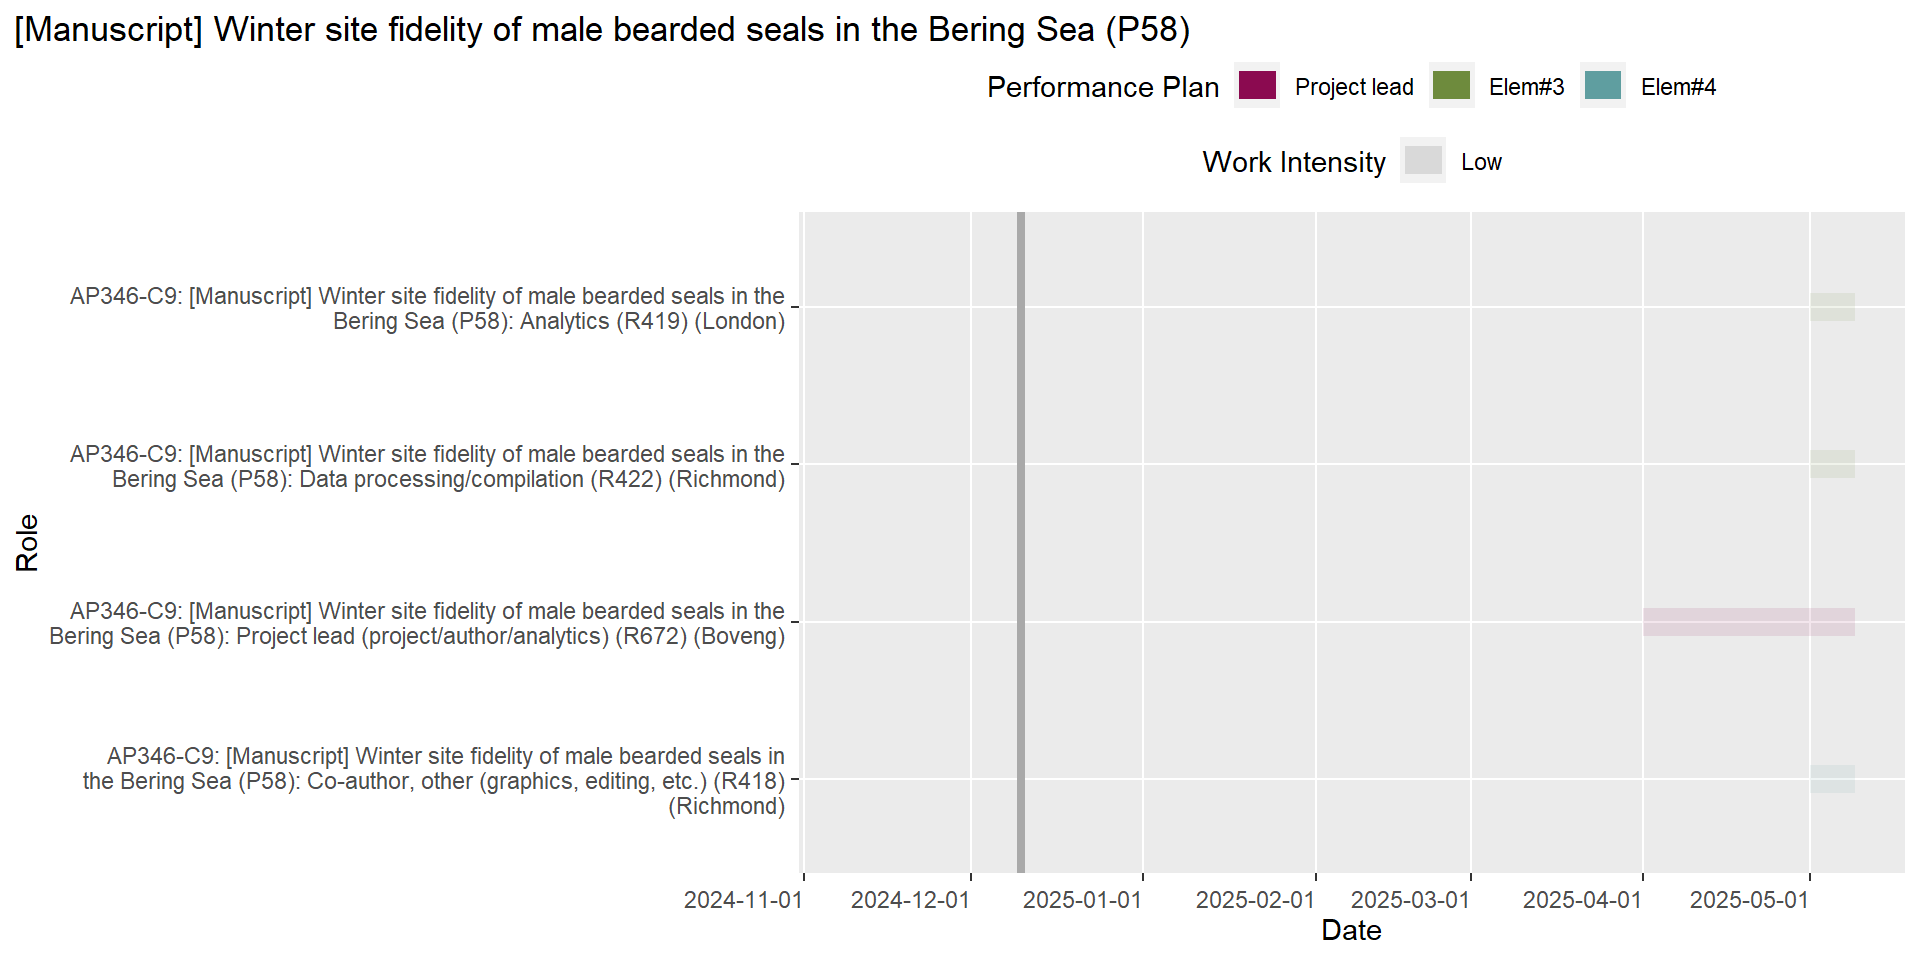 [Manuscript] Winter site fidelity of male bearded seals in the Bering Sea (P58)
Performance Plan Project lead Elem#3 Elem#4
Work Intensity Low
AP346-C9: [Manuscript] Winter site fidelity of male bearded seals in the
Bering Sea (P58): Analytics (R419) (London)
AP346-C9: [Manuscript] Winter site fidelity of male bearded seals in the
Bering Sea (P58): Data processing/compilation (R422) (Richmond)
Role
AP346-C9: [Manuscript] Winter site fidelity of male bearded seals in the
Bering Sea (P58): Project lead (project/author/analytics) (R672) (Boveng)
AP346-C9: [Manuscript] Winter site fidelity of male bearded seals in
the Bering Sea (P58): Co-author, other (graphics, editing, etc.) (R418)
(Richmond)
2024-11-01 2024-12-01 2025-01-01 2025-02-01 2025-03-01 2025-04-01 2025-05-01
Date